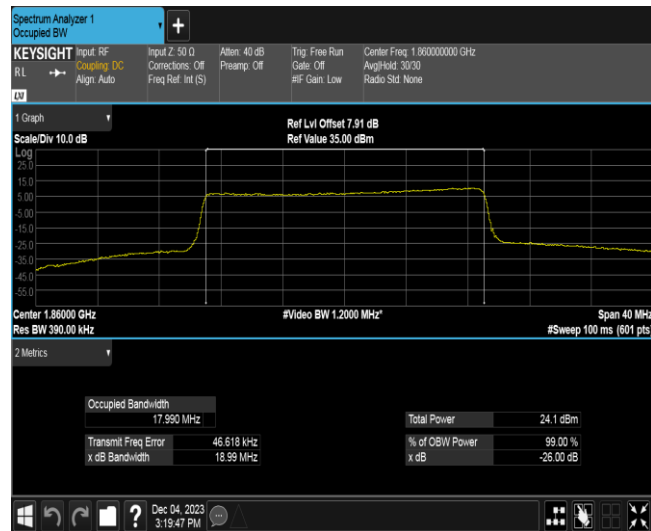 Spectrum Analyzer 1
Occupied BW
+
KEYSIGHT
RL
LXI
Input: RF
Coupling: DC
Align: Auto
Input Z: 50 Ω
Corrections: Off
Freq Ref: Int (S)
Atten: 40 dB
Preamp: Off
Trig: Free Run
Gate: Off
#IF Gain: Low
Center Freq: 1.860000000 GHz
Avg|Hold: 30/30
Radio Std: None
1 Graph
Scale/Div 10.0 dB
Ref Lvl Offset 7.91 dB
Ref Value 35.00 dBm
Log
25.0
15.0
5.00
-5.00
-15.0
-25.0
-35.0
-45.0
-55.0
Center 1.86000 GHz
#Video BW 1.2000 MHz*
Span 40 MHz
Res BW 390.00 kHz
#Sweep 100 ms (601 pts)
2 Metrics
Occupied Bandwidth
17.990 MHz
Total Power 24.1 dBm
Transmit Freq Error 46.618 kHz
% of OBW Power 99.00 %
x dB Bandwidth 18.99 MHz
x dB -26.00 dB
?
Dec 04, 2023
3:19:47 PM